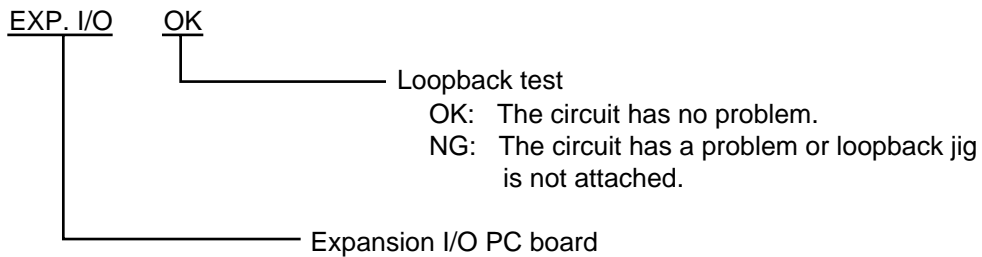 EXP. I/O OK
Loopback test
OK: The circuit has no problem.
NG: The circuit has a problem or loopback jig
is not attached.
Expansion I/O PC board